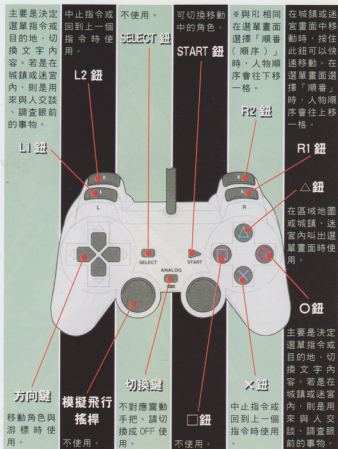 主要是決定
選單指令或
目的地、切
換文字內
容。若是在
城鎮或迷宮
內，則是用
來與人交談
、調查眼前
的事物。
L1 鈕
中止指令或
回到上一個
指令時使
用。
L2 鈕
不使用。
SELECT 鈕
可切換移動
中的角色。
START 鈕
※與R1相同
在選單畫面
選擇「順番
（順序）」
時，人物順
序會往下移
一格。
R2 鈕
在城鎮或迷
宮畫面中移
動時，按住
此鈕可以快
速移動。在
選單畫面選
擇「順番」
時，人物順
序會往上移
一格。
R1 鈕
△鈕
在區域地圖
或城鎮、迷
宮內叫出選
單畫面時使
用。
○鈕
主要是決定
選單指令或
目的地、切
換文字內
容。若是在
城鎮或迷宮
內，則是用
來與人交
談、調查眼
前的事物。
L
R
SELECT
START
ANALOG
方向鍵
移動角色與
游標時使
用。
模擬飛行
搖桿
不使用。
切換鍵
不對應震動
手把，請切
換成OFF使
用。
□鈕
不使用。
✕鈕
中止指令或
回到上一個
指令時使用
。